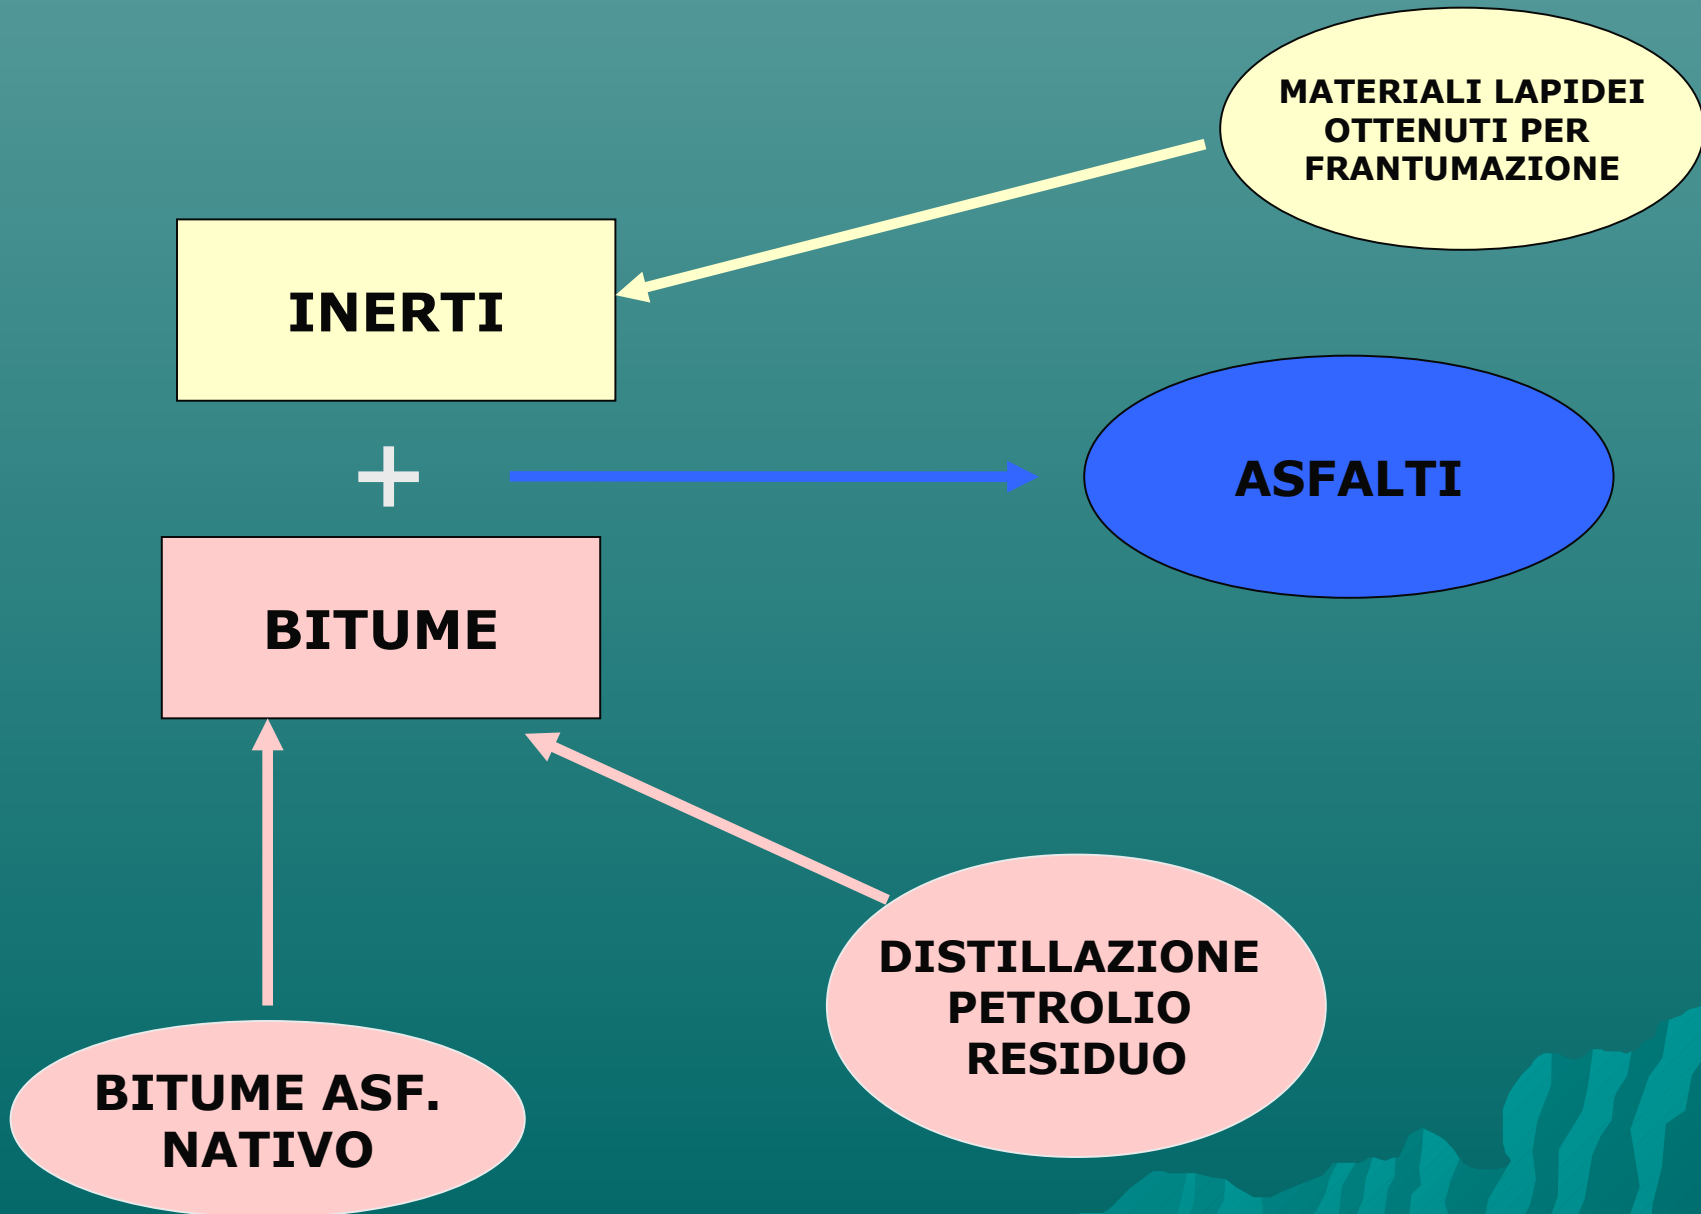 MATERIALI LAPIDEI
OTTENUTI PER
FRANTUMAZIONE
INERTI
+
ASFALTI
BITUME
DISTILLAZIONE
PETROLIO
RESIDUO
BITUME ASF.
NATIVO